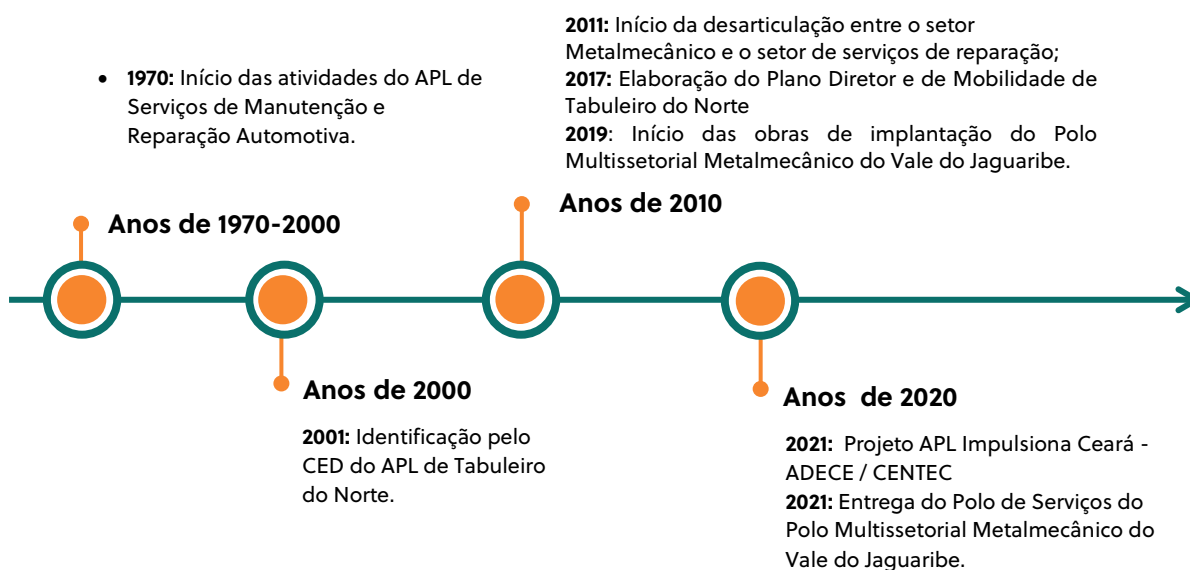 • 1970: Início das atividades do APL de
Serviços de Manutenção e
Reparação Automotiva.
Anos de 1970-2000
Anos de 2000
2001: Identificação pelo
CED do APL de Tabuleiro
do Norte.
2011: Início da desarticulação entre o setor
Metalmecânico e o setor de serviços de reparação;
2017: Elaboração do Plano Diretor e de Mobilidade de
Tabuleiro do Norte
2019: Início das obras de implantação do Polo
Multissetorial Metalmecânico do Vale do Jaguaribe.
Anos de 2010
Anos de 2020
2021: Projeto APL Impulsiona Ceará -
ADECE / CENTEC
2021: Entrega do Polo de Serviços do
Polo Multissetorial Metalmecânico do
Vale do Jaguaribe.